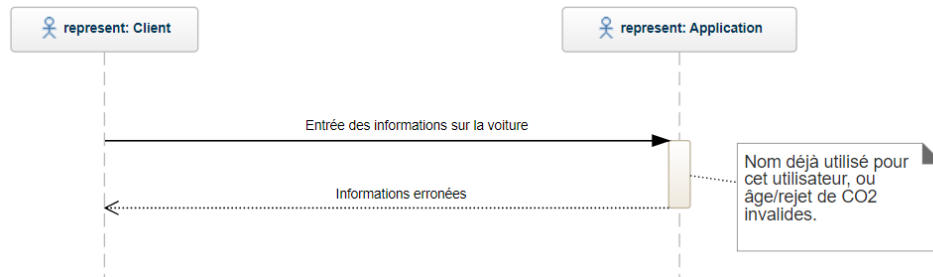 represent: Client
represent: Application
Entrée des informations sur la voiture
Informations erronées
Nom déjà utilisé pour
cet utilisateur, ou
âge/rejet de CO2
invalides.